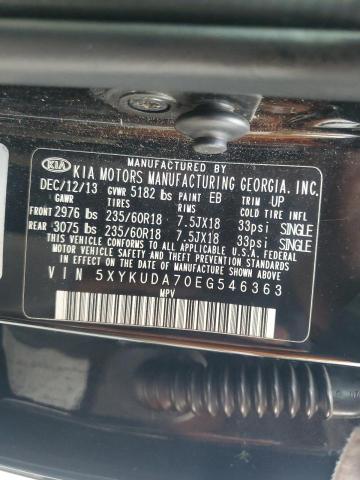 MANUFACTURED BY
KIA KIA MOTORS MANUFACTURING GEORGIA, INC.
DEC/12/13 GVWR 5182 lbs PAINT EB TRIM UP
GAWR TIRES RIMS COLD TIRE INFL
FRONT 2976 lbs 235/60R18 7.5JX18 33psi SINGLE
REAR 3075 lbs 235/60R18 7.5JX18 33psi SINGLE
THIS VEHICLE CONFORMS TO ALL APPLICABLE U.S.A. FEDERAL
MOTOR VEHICLE SAFETY AND THEFT PREVENTION STANDARDS
IN EFFECT ON THE DATE OF MANUFACTURE SHOWN ABOVE.
VIN 5XYKUDA70EG546363
MPV